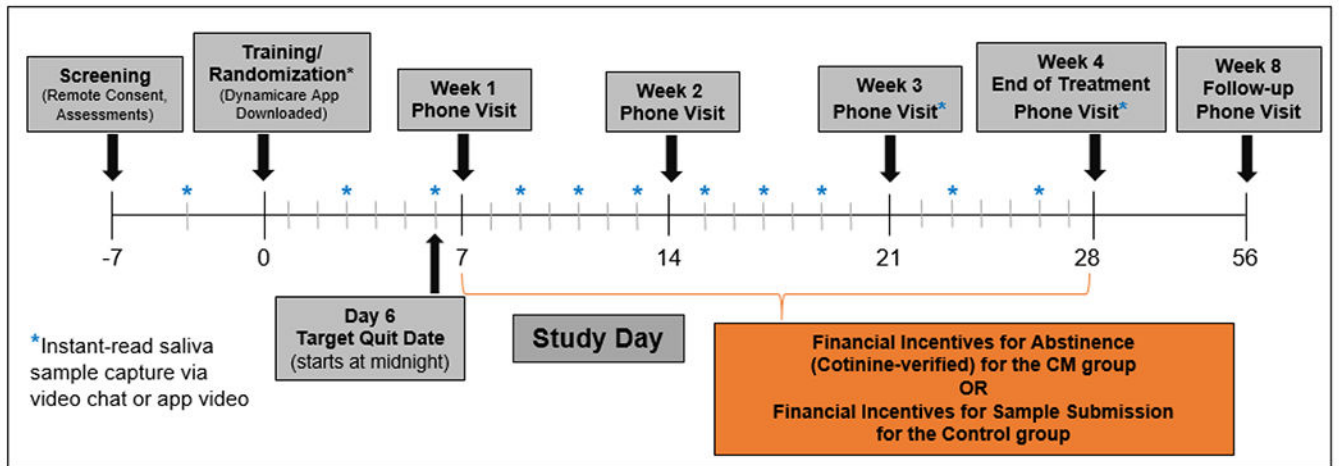 Screening
(Remote Consent,
Assessments)
Training/
Randomization*
(Dynamicare App
Downloaded)
Week 1
Phone Visit
Week 2
Phone Visit
Week 3
Phone Visit*
Week 4
End of Treatment
Phone Visit*
Week 8
Follow-up
Phone Visit
* * * * * * * * * * *
-7 0 7 14 21 28 56
*Instant-read saliva
sample capture via
video chat or app video
Day 6
Target Quit Date
(starts at midnight)
Study Day
Financial Incentives for Abstinence
(Cotinine-verified) for the CM group
OR
Financial Incentives for Sample Submission
for the Control group